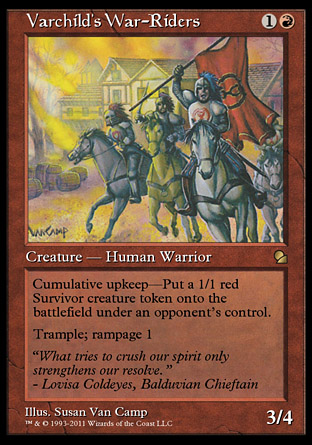 Varchild's War-Riders
1
VAN CAMP
Creature — Human Warrior
Cumulative upkeep—Put a 1/1 red
Survivor creature token onto the
battlefield under an opponent's control.
Trample; rampage 1
“What tries to crush our spirit only
strengthens our resolve.”
- Lovisa Coldeyes, Balduvian Chieftain
Illus. Susan Van Camp
™ & © 1993-2011 Wizards of the Coast LLC
3/4